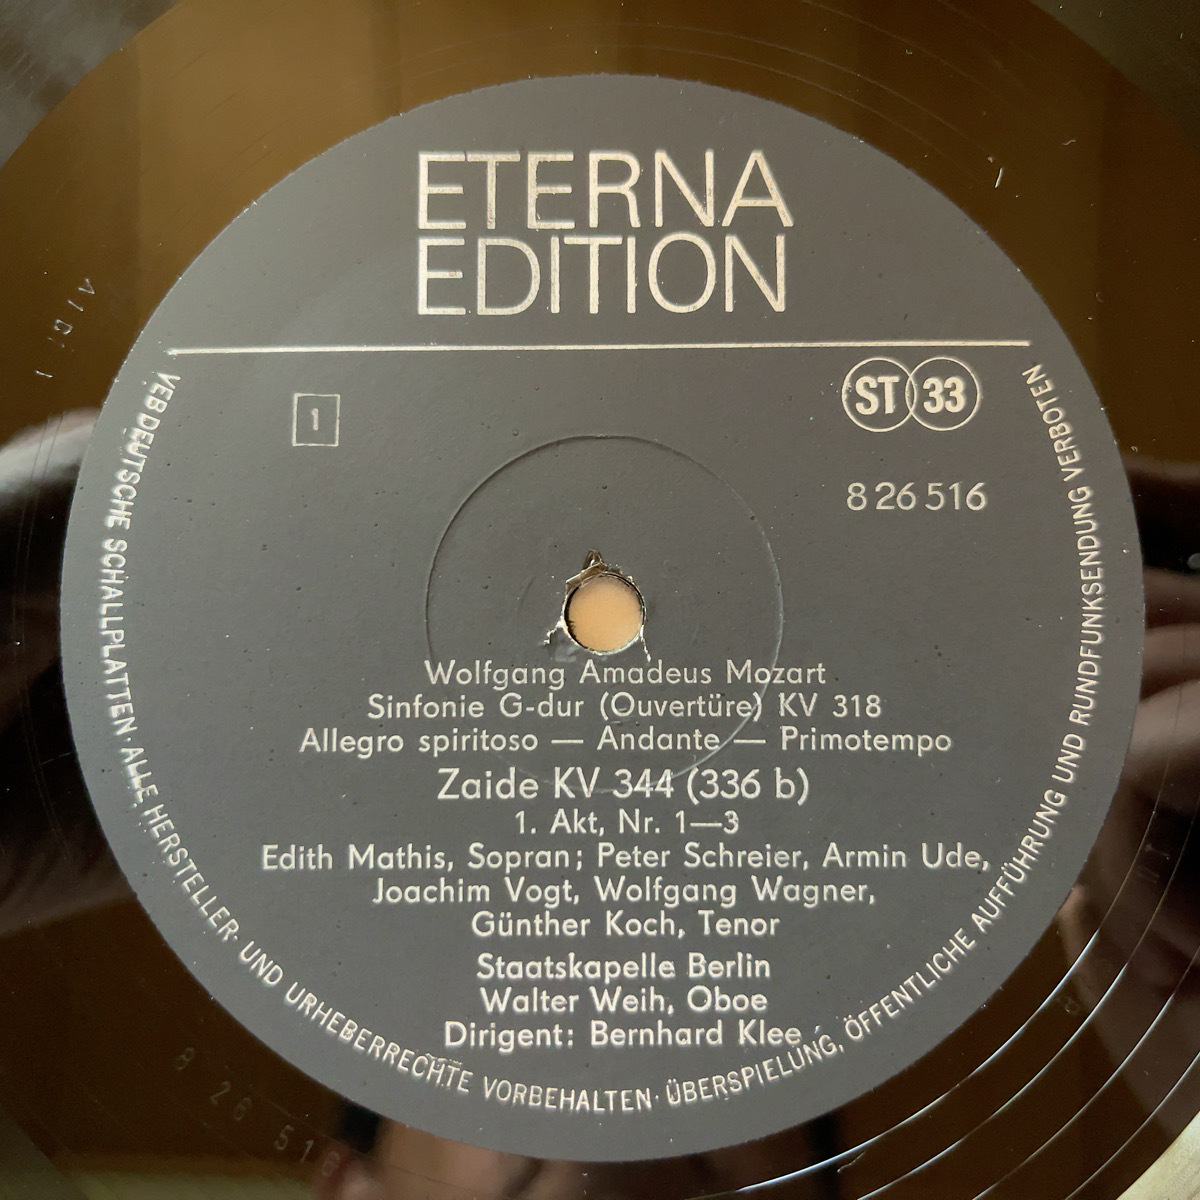 ETERNA
EDITION
1
ST 33
8 26 516
Wolfgang Amadeus Mozart
Sinfonie G-dur (Ouvertüre) KV 318
Allegro spiritoso — Andante — Primotempo
Zaide KV 344 (336 b)
1. Akt, Nr. 1—3
Edith Mathis, Sopran; Peter Schreier, Armin Ude,
Joachim Vogt, Wolfgang Wagner,
Günther Koch, Tenor
Staatskapelle Berlin
Walter Weih, Oboe
Dirigent: Bernhard Klee
VEB DEUTSCHE SCHALLPLATTEN · ALLE HERSTELLER- UND URHEBERRECHTE VORBEHALTEN · ÜBERSPIELUNG, ÖFFENTLICHE AUFFÜHRUNG UND RUNDFUNKSENDUNG VERBOTEN
8 26 516